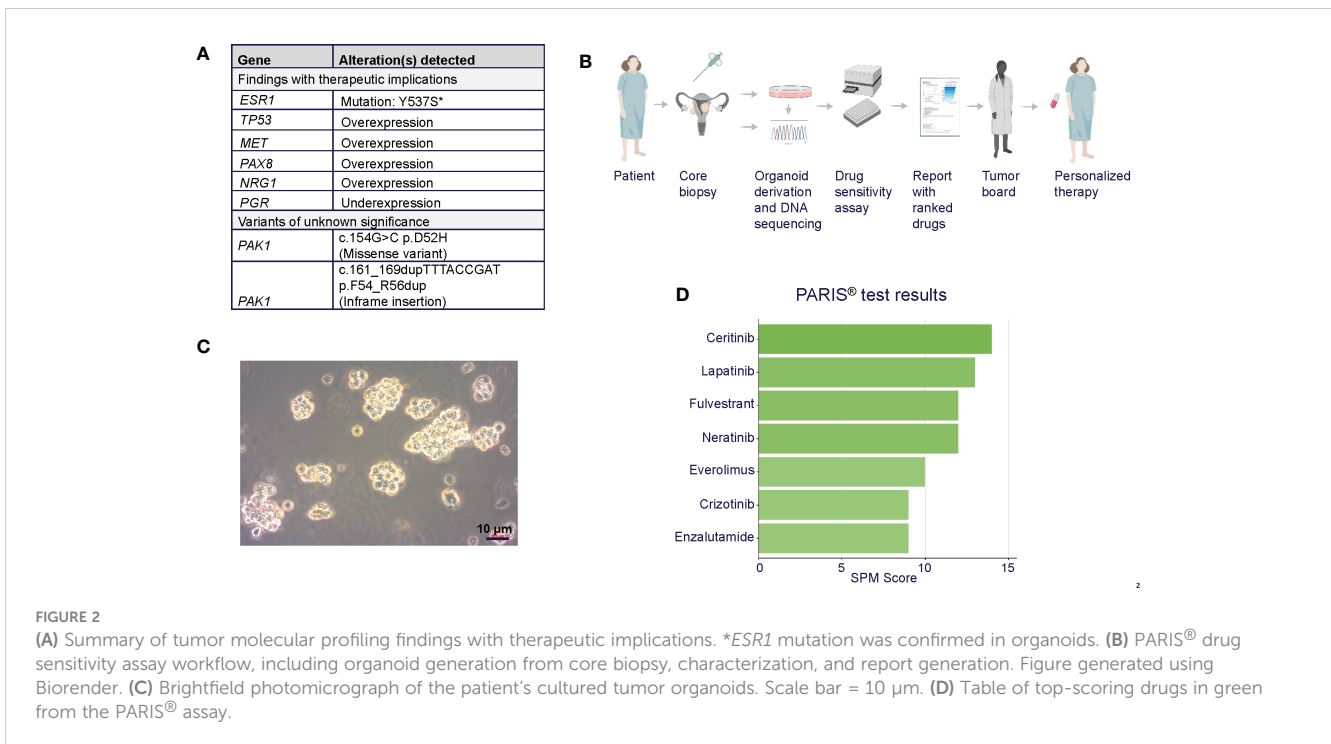 A
Gene Alteration(s) detected
Findings with therapeutic implications
ESR1 Mutation: Y537S*
TP53 Overexpression
MET Overexpression
PAX8 Overexpression
NRG1 Overexpression
PGR Underexpression
Variants of unknown significance
PAK1 c.154G>C p.D52H
(Missense variant)
PAK1 c.161_169dupTTTACCGAT
p.F54_R56dup
(Inframe insertion)
B
Patient
Core
biopsy
Organoid
derivation
and DNA
sequencing
Drug
sensitivity
assay
Report
with
ranked
drugs
Tumor
board
Personalized
therapy
C
10 µm
D
PARIS® test results
Ceritinib
Lapatinib
Fulvestrant
Neratinib
Everolimus
Crizotinib
Enzalutamide
0 5 10 15
SPM Score
2
FIGURE 2
(A) Summary of tumor molecular profiling findings with therapeutic implications. *ESR1 mutation was confirmed in organoids. (B) PARIS® drug
sensitivity assay workflow, including organoid generation from core biopsy, characterization, and report generation. Figure generated using
Biorender. (C) Brightfield photomicrograph of the patient's cultured tumor organoids. Scale bar = 10 µm. (D) Table of top-scoring drugs in green
from the PARIS® assay.